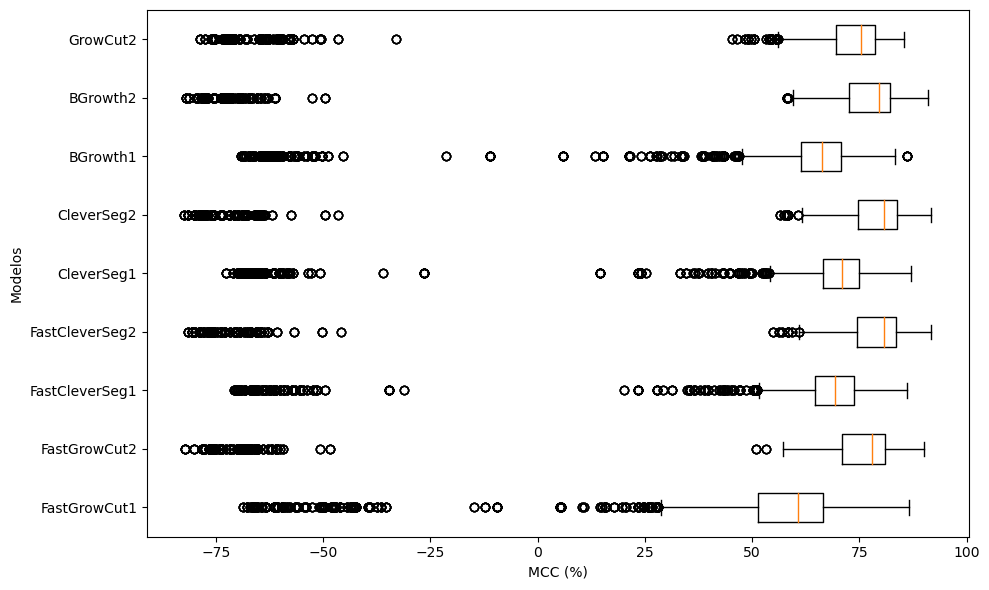 GrowCut2
BGrowth2
BGrowth1
CleverSeg2
CleverSeg1
FastCleverSeg2
FastCleverSeg1
FastGrowCut2
FastGrowCut1
Modelos
−75 −50 −25 0 25 50 75 100
MCC (%)